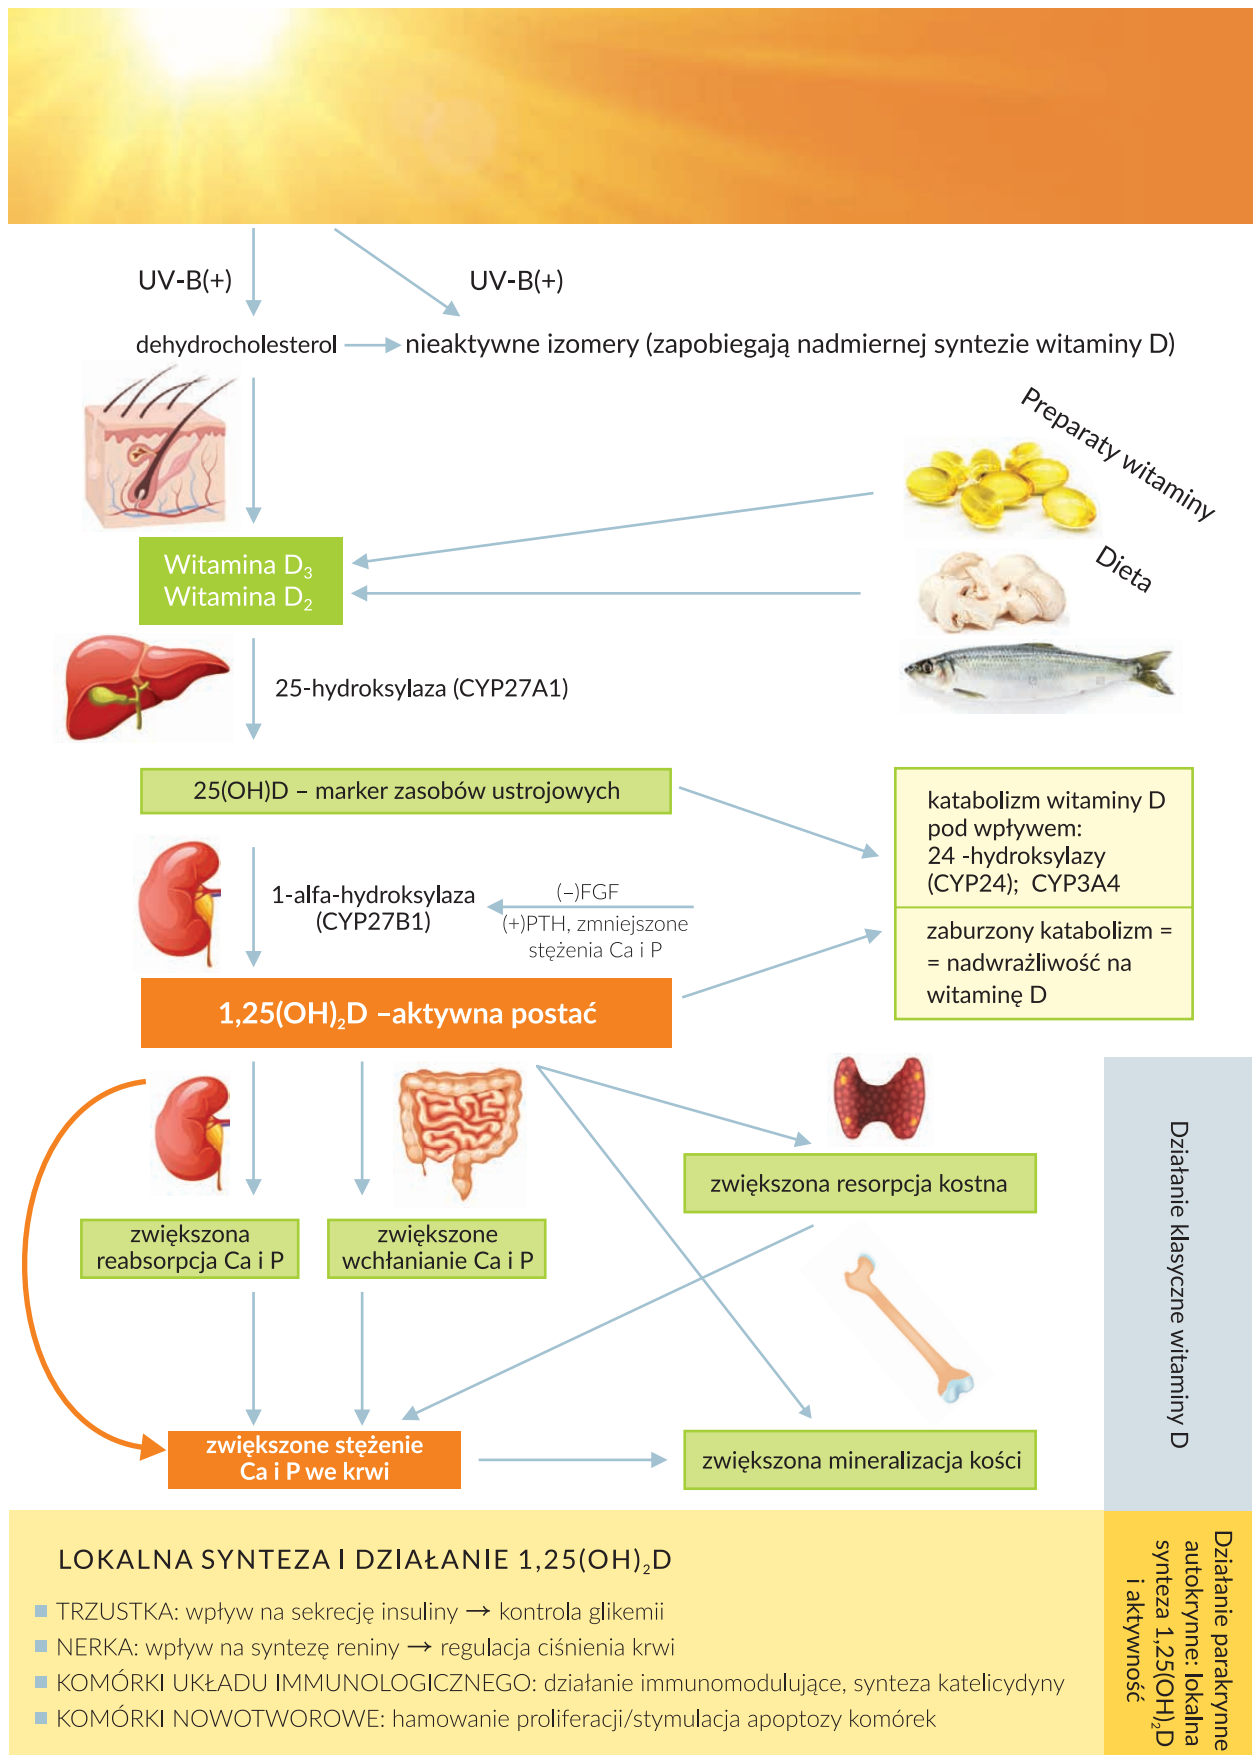 UV-B(+)
UV-B(+)
dehydrocholesterol
nieaktywne izomery (zapobiegają nadmiernej syntezie witaminy D)
Preparaty witaminy
Witamina D₃
Witamina D₂
Dieta
25-hydroksylaza (CYP27A1)
25(OH)D – marker zasobów ustrojowych
katabolizm witaminy D
pod wpływem:
24 -hydroksylazy
(CYP24); CYP3A4
1-alfa-hydroksylaza
(CYP27B1)
(–)FGF
(+)PTH, zmniejszone
stężenia Ca i P
zaburzony katabolizm =
= nadwrażliwość na
witaminę D
1,25(OH)₂D –aktywna postać
zwiększona resorpcja kostna
zwiększona
reabsorpcja Ca i P
zwiększone
wchłanianie Ca i P
Działanie klasyczne witaminy D
zwiększone stężenie
Ca i P we krwi
zwiększona mineralizacja kości
LOKALNA SYNTEZA I DZIAŁANIE 1,25(OH)₂D
TRZUSTKA: wpływ na sekrecję insuliny → kontrola glikemii
NERKA: wpływ na syntezę reniny → regulacja ciśnienia krwi
KOMÓRKI UKŁADU IMMUNOLOGICZNEGO: działanie immunomodulujące, synteza katelicydyny
KOMÓRKI NOWOTWOROWE: hamowanie proliferacji/stymulacja apoptozy komórek
Działanie parakrynne
autokrynne: lokalna
synteza 1,25(OH)₂D
i aktywność